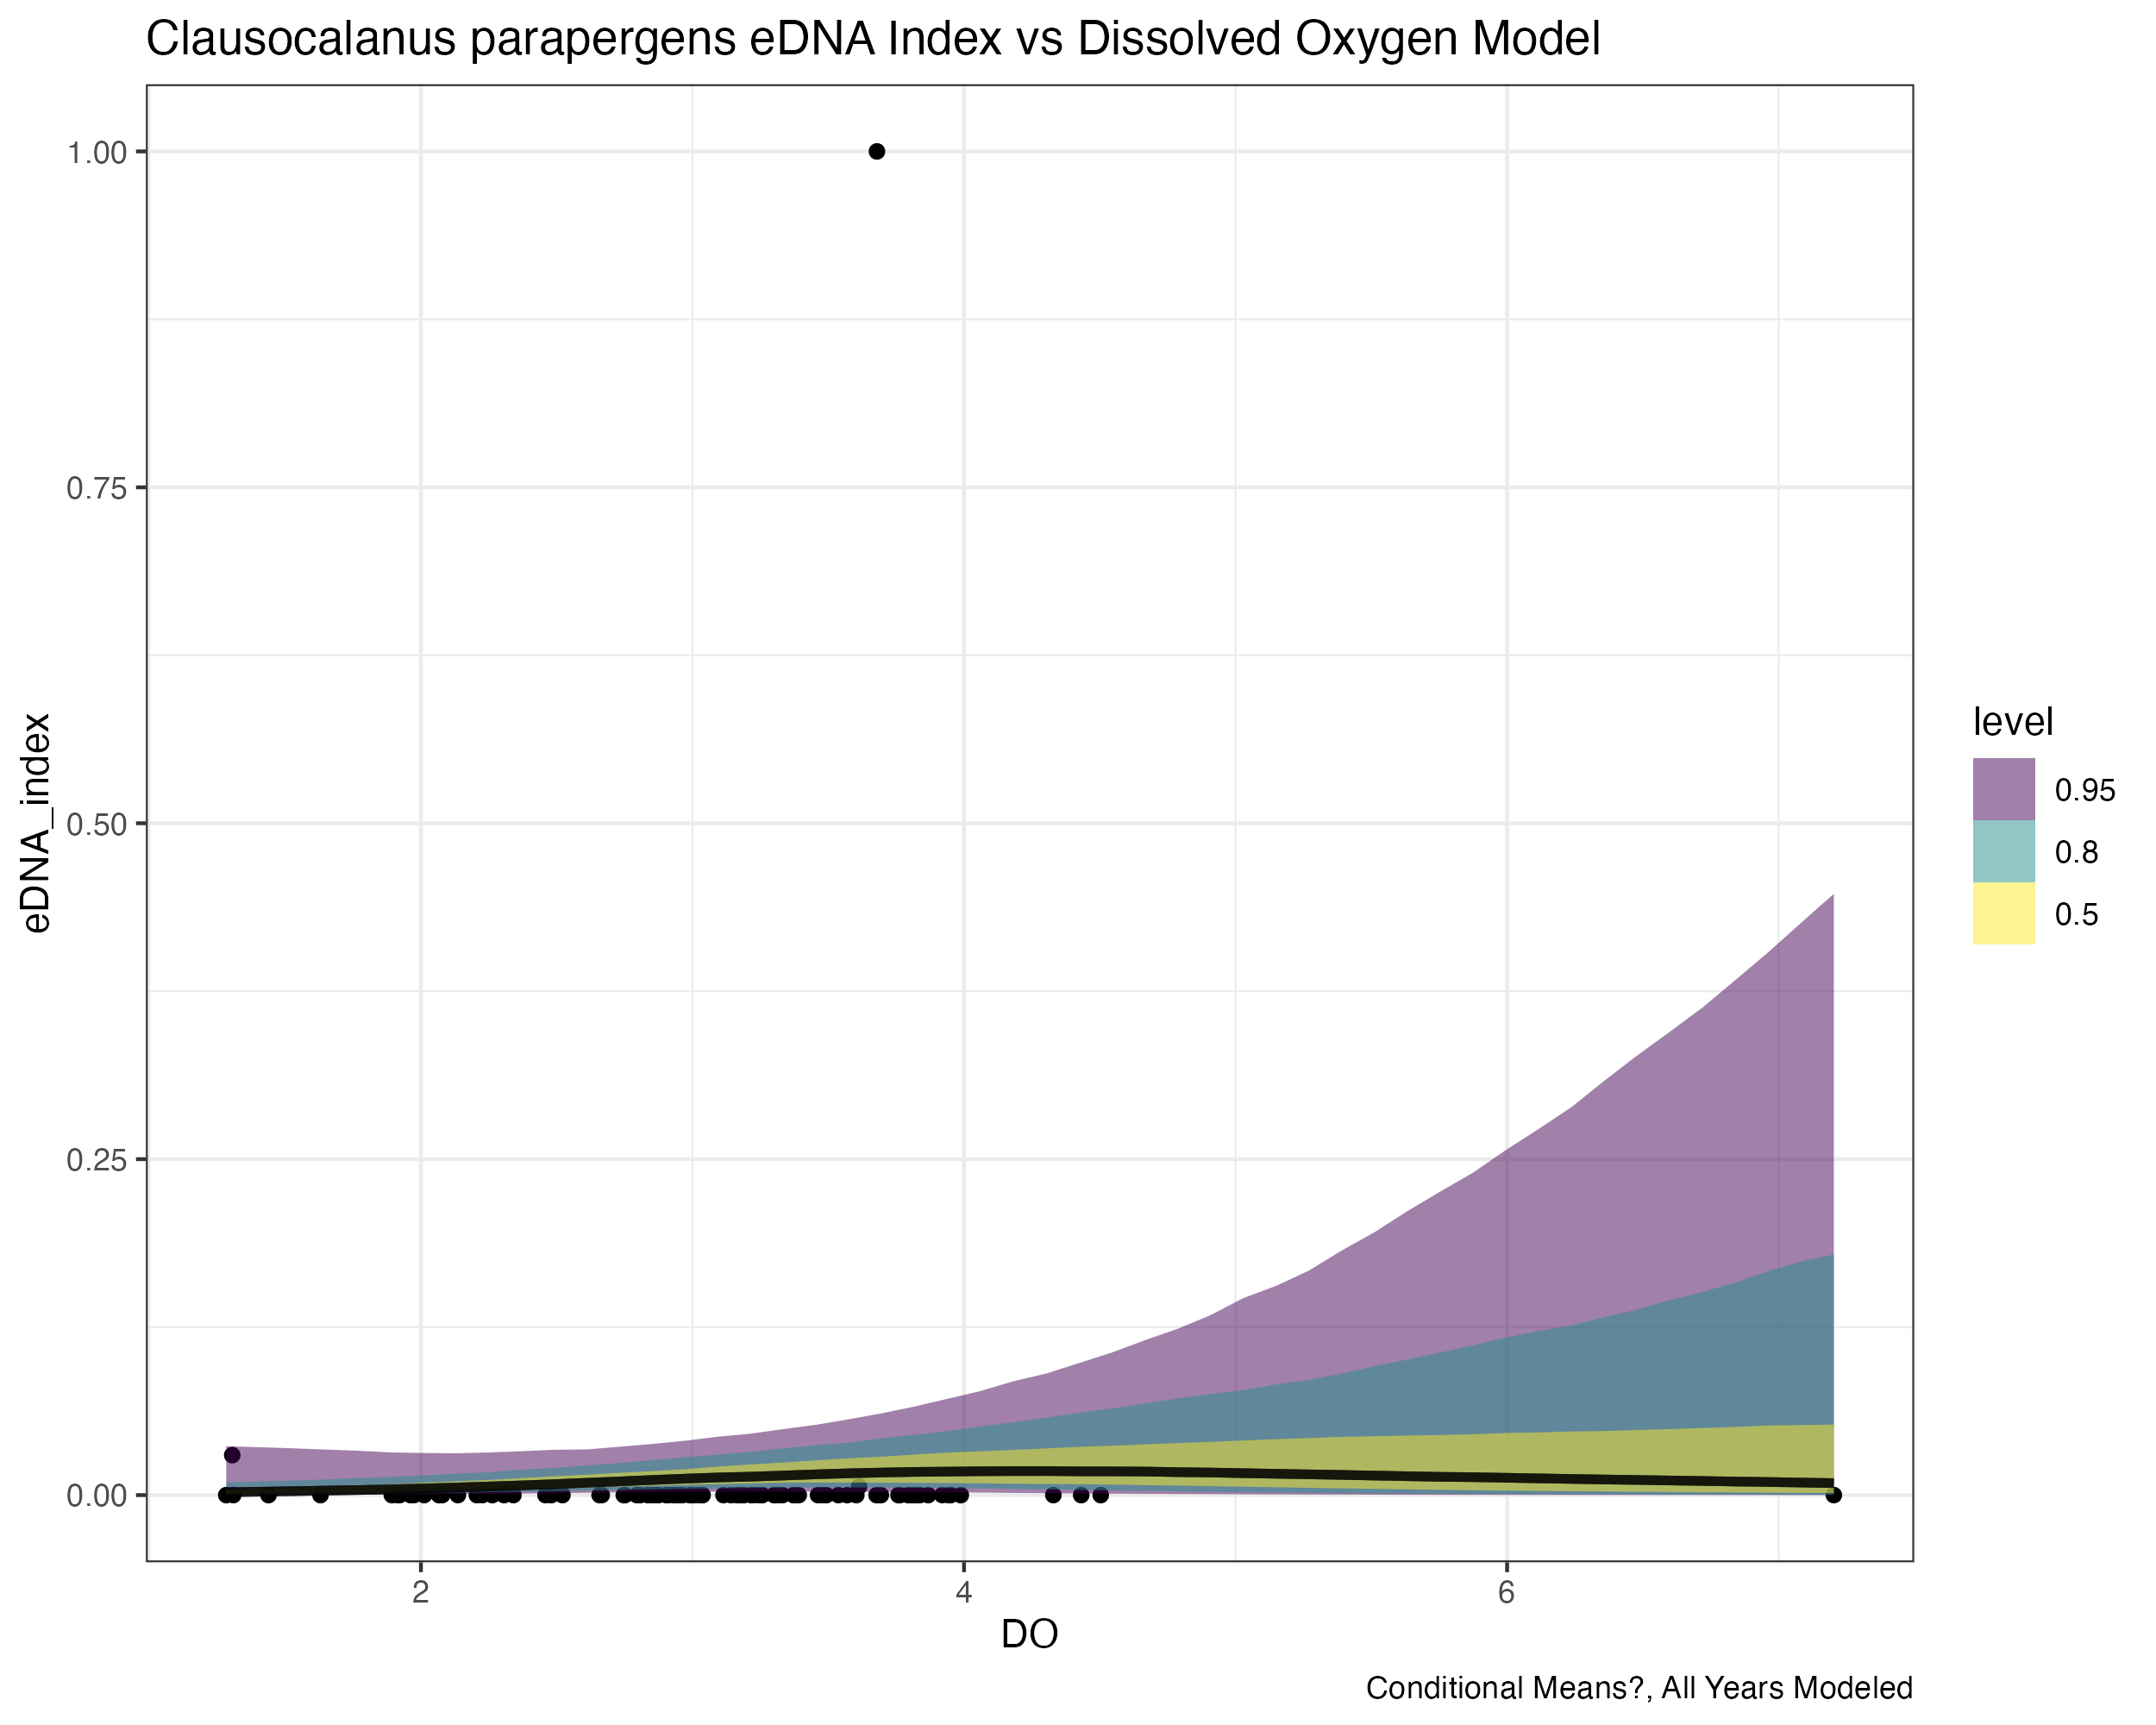 Clausocalanus parapergens eDNA Index vs Dissolved Oxygen Model
1.00
0.75
0.50
0.25
0.00
eDNA_index
2
4
6
DO
level
0.95
0.8
0.5
Conditional Means?, All Years Modeled